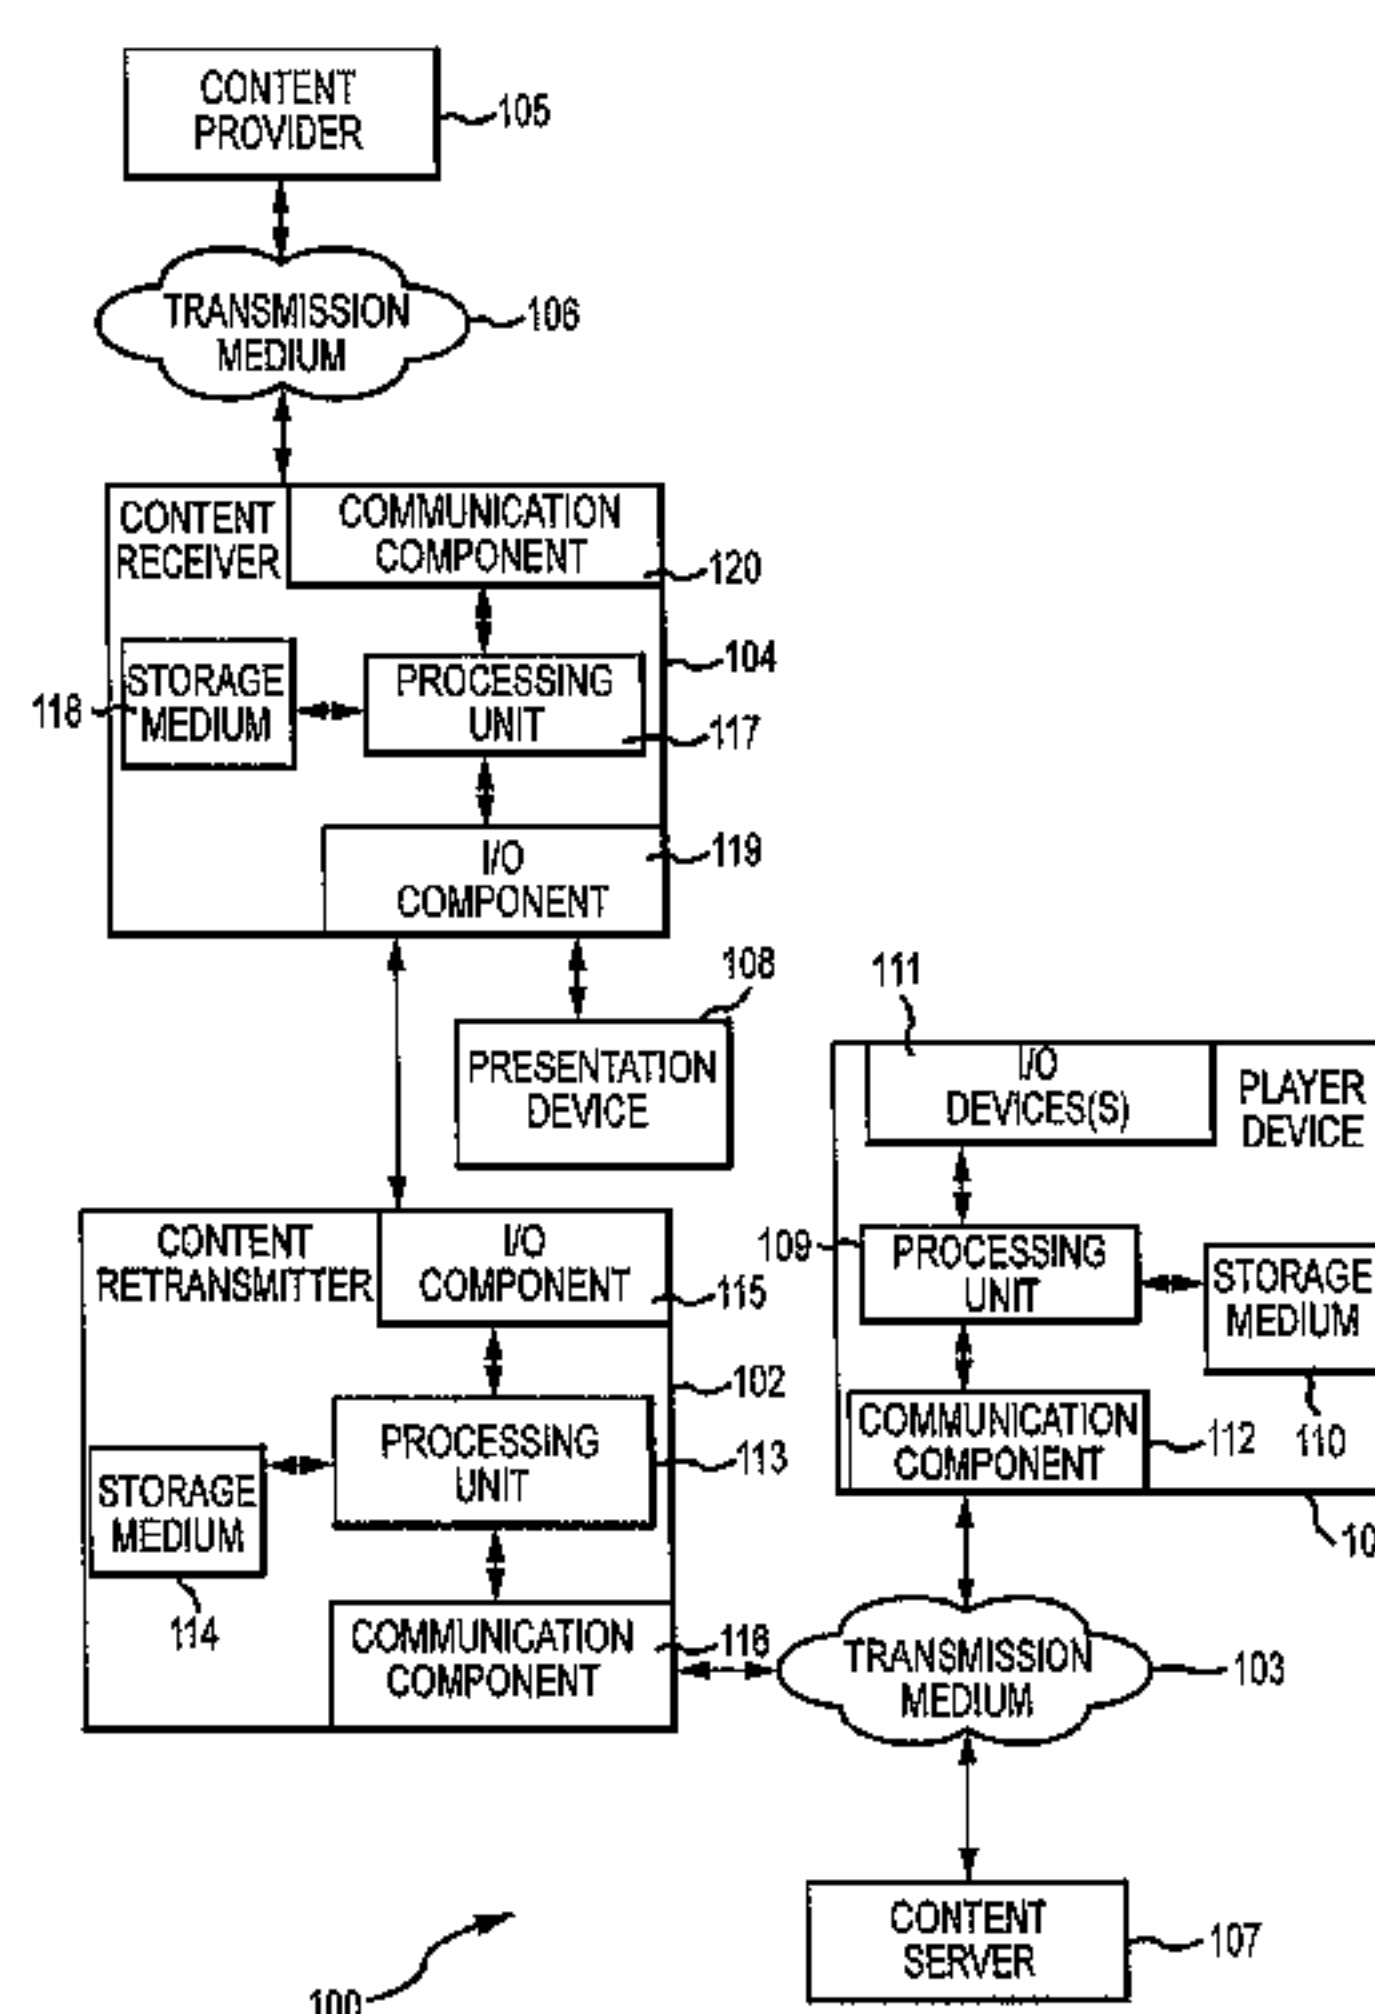 CONTENT
PROVIDER
105
TRANSMISSION
MEDIUM
106
CONTENT
RECEIVER
COMMUNICATION
COMPONENT
120
104
STORAGE
MEDIUM
118
PROCESSING
UNIT
117
I/O
COMPONENT
119
108
PRESENTATION
DEVICE
111
I/O
DEVICES(S)
PLAYER
DEVICE
109
PROCESSING
UNIT
STORAGE
MEDIUM
110
COMMUNICATION
COMPONENT
112
CONTENT
RETRANSMITTER
I/O
COMPONENT
115
102
PROCESSING
UNIT
113
STORAGE
MEDIUM
114
COMMUNICATION
COMPONENT
116
TRANSMISSION
MEDIUM
103
CONTENT
SERVER
107
100